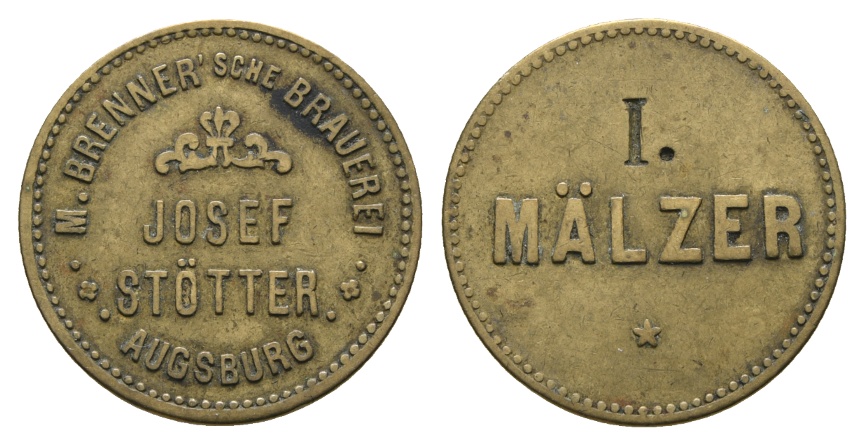 M. BRENNER'SCHE BRAUEREI
JOSEF
STÖTTER
AUGSBURG
I.
MÄLZER